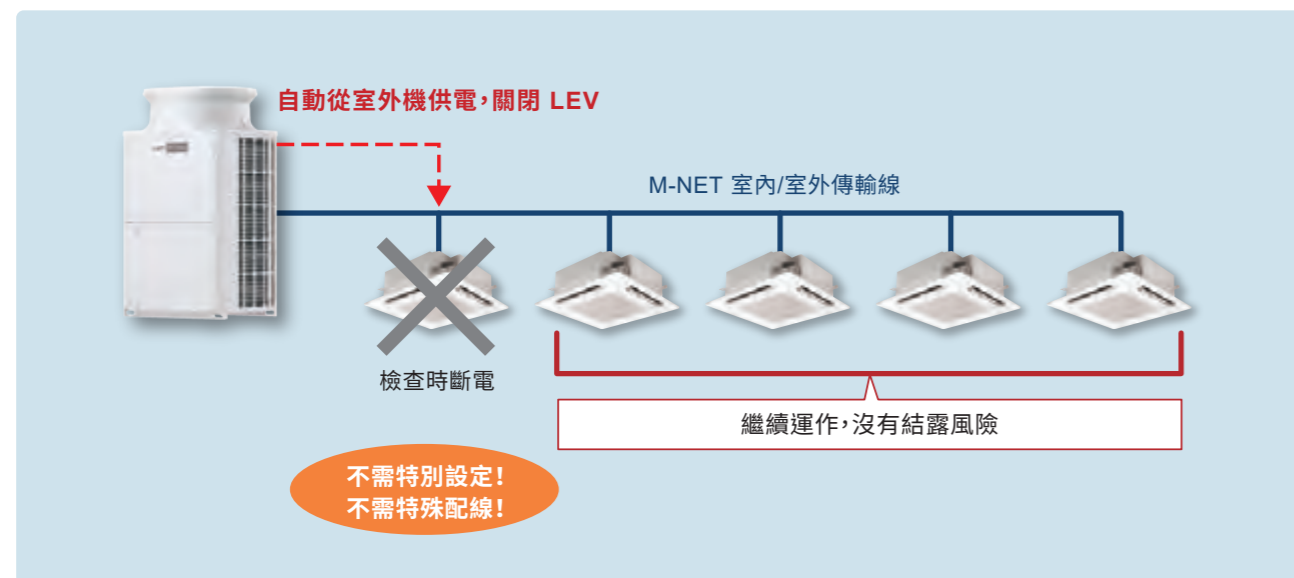 自動從室外機供電，關閉 LEV
M-NET 室內/室外傳輸線
檢查時斷電
繼續運作，沒有結露風險
不需特別設定！
不需特殊配線！